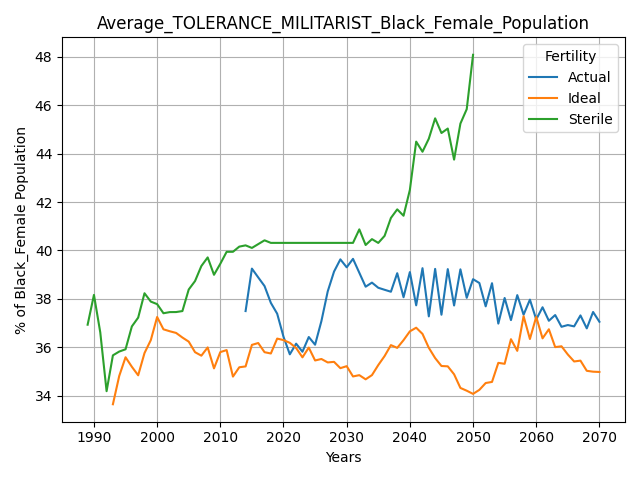 Average_TOLERANCE_MILITARIST_Black_Female_Population
Fertility
Actual
Ideal
Sterile
% of Black_Female Population
48
46
44
42
40
38
36
34
1990 2000 2010 2020 2030 2040 2050 2060 2070
Years